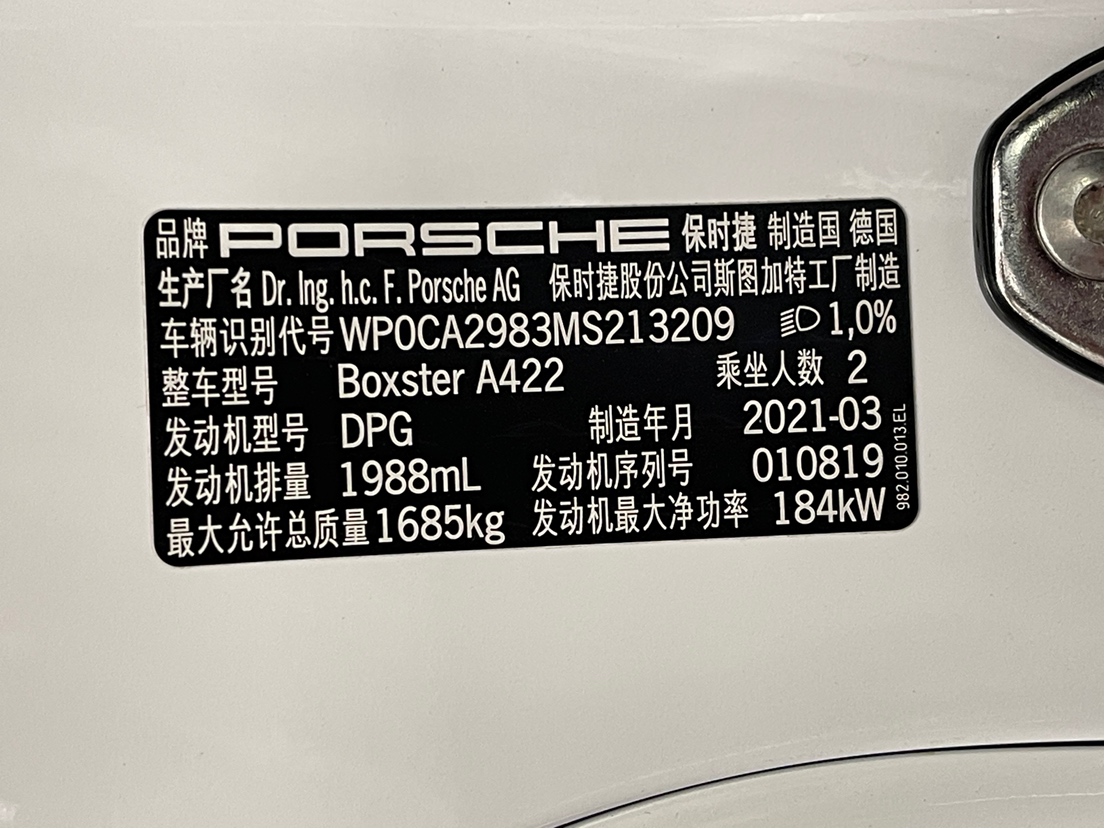 品牌 PORSCHE 保时捷 制造国 德国
生产厂名 Dr. Ing. h.c. F. Porsche AG 保时捷股份公司斯图加特工厂制造
车辆识别代号 WP0CA2983MS213209 1,0%
整车型号 Boxster A422 乘坐人数 2
发动机型号 DPG 制造年月 2021-03
发动机排量 1988mL 发动机序列号 010819
最大允许总质量 1685kg 发动机最大净功率 184kW
982.010.013.EL